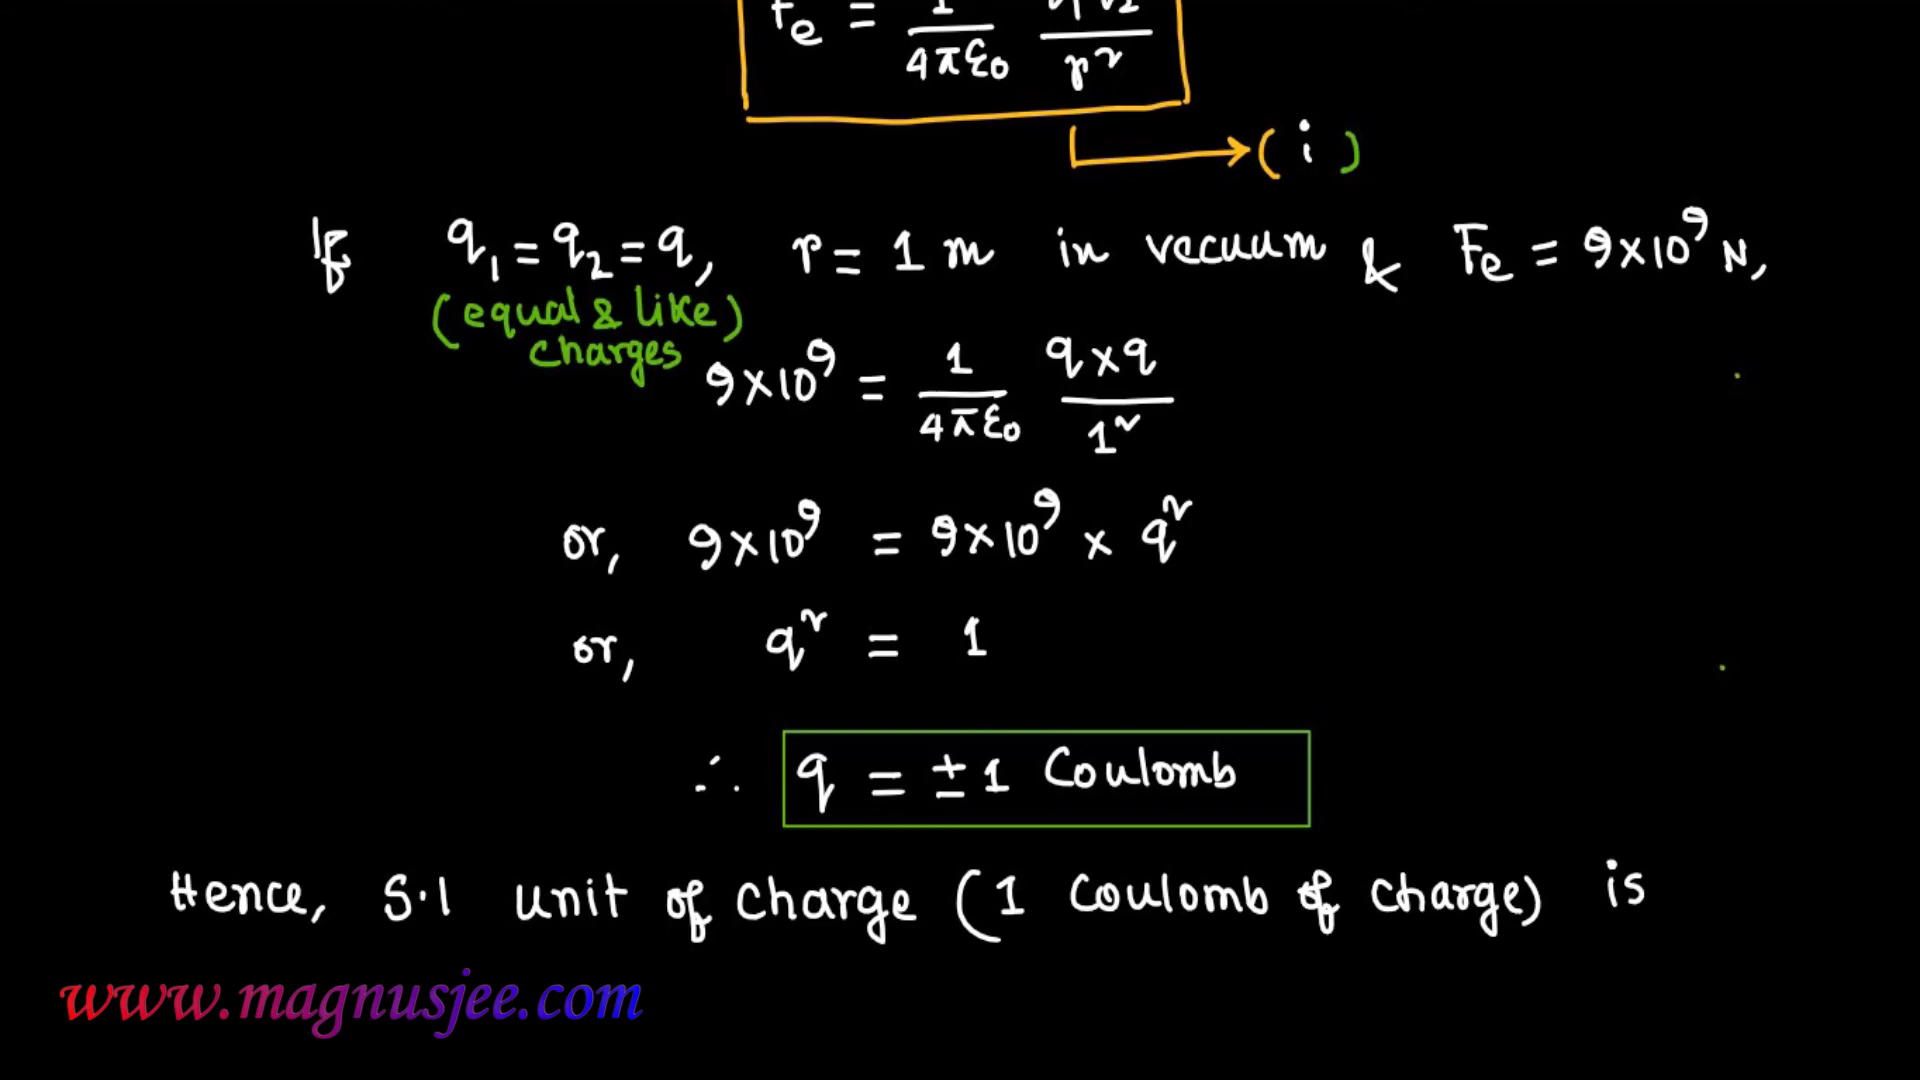 Fe = 1/4πε0 q1q2/r²
(i)
If q1 = q2 = q, r = 1 m in vacuum & Fe = 9×10⁹ N,
(equal & like) charges
9×10⁹ = 1/4πε0 q×q/1²
or, 9×10⁹ = 9×10⁹ × q²
or, q² = 1
∴ q = ±1 Coulomb
Hence, S.I unit of charge (1 Coulomb of charge) is
www.magnusjee.com